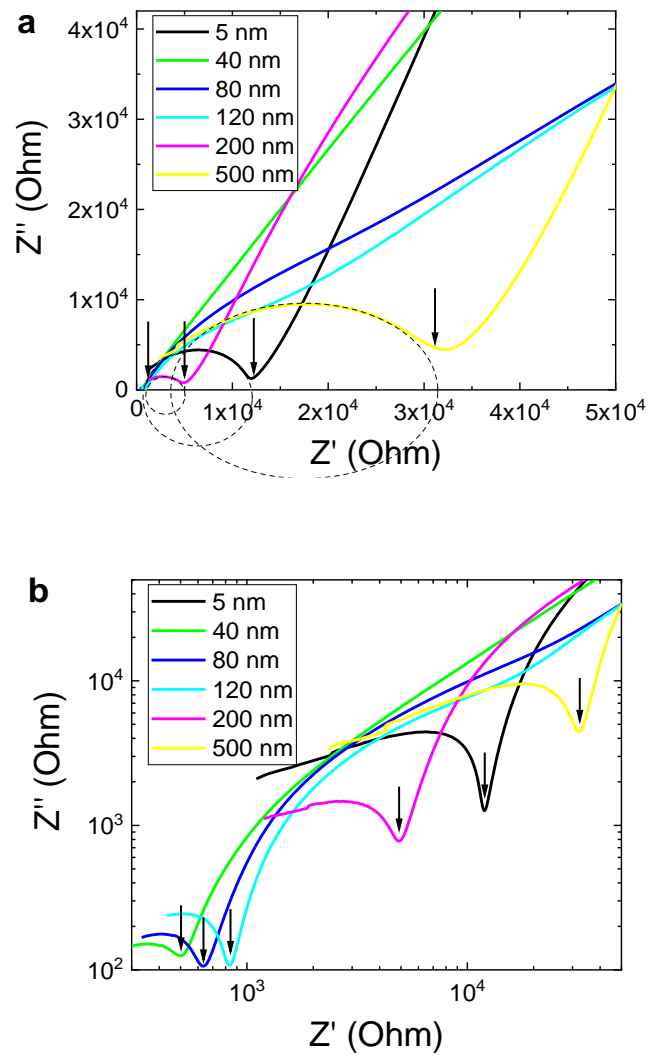 a
4x10⁴
3x10⁴
2x10⁴
1x10⁴
0
Z'' (Ohm)
5 nm
40 nm
80 nm
120 nm
200 nm
500 nm
0 1x10⁴ 2x10⁴ 3x10⁴ 4x10⁴ 5x10⁴
Z' (Ohm)
b
10⁴
10³
10²
Z'' (Ohm)
5 nm
40 nm
80 nm
120 nm
200 nm
500 nm
10³ 10⁴
Z' (Ohm)